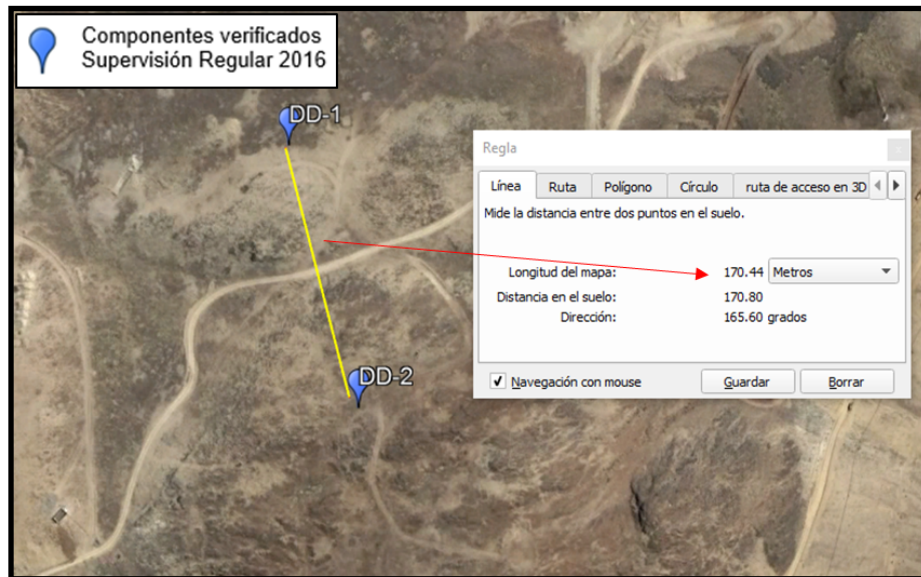 Componentes verificados
Supervisión Regular 2016
DD-1
Regla
Línea Ruta Polígono Círculo ruta de acceso en 3D
Mide la distancia entre dos puntos en el suelo.
Longitud del mapa: 170.44 Metros
Distancia en el suelo: 170.80
Dirección: 165.60 grados
DD-2
Navegación con mouse Guardar Borrar